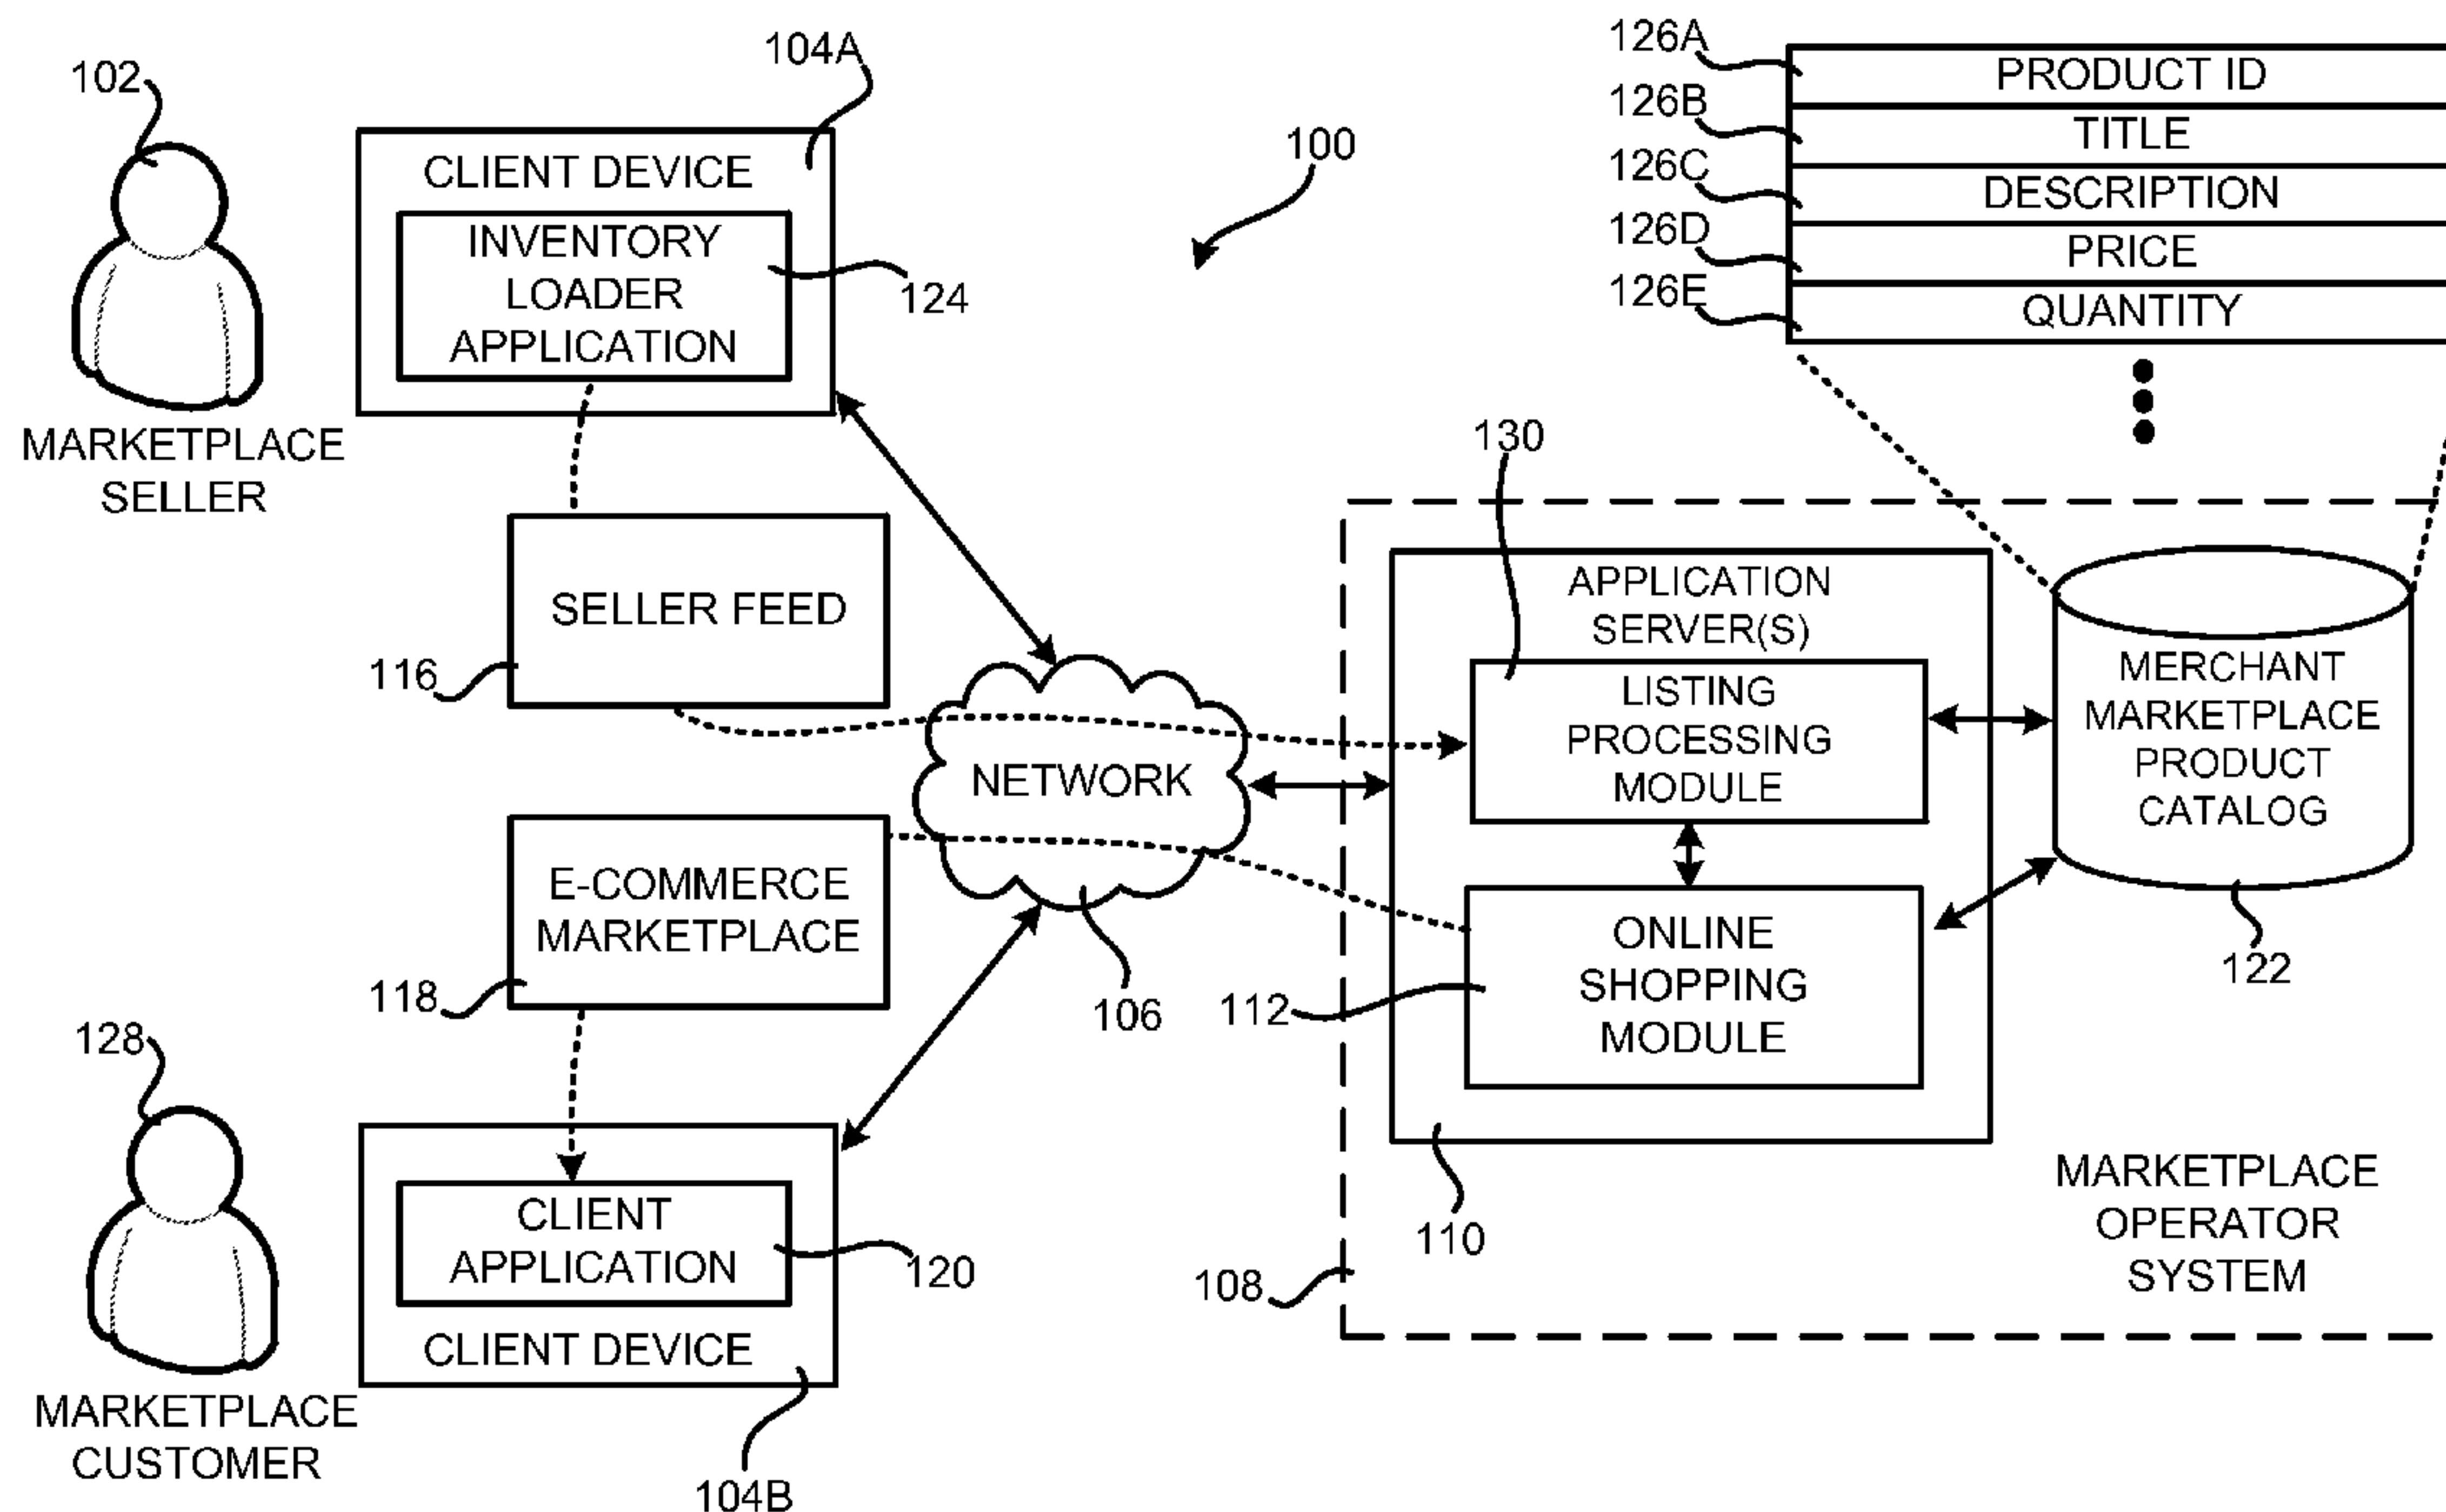 102
104A
CLIENT DEVICE
INVENTORY
LOADER
APPLICATION
124
MARKETPLACE
SELLER
100
126A
PRODUCT ID
126B
TITLE
126C
DESCRIPTION
126D
PRICE
126E
QUANTITY
SELLER FEED
116
NETWORK
106
E-COMMERCE
MARKETPLACE
118
130
APPLICATION
SERVER(S)
LISTING
PROCESSING
MODULE
ONLINE
SHOPPING
MODULE
112
110
108
MERCHANT
MARKETPLACE
PRODUCT
CATALOG
122
MARKETPLACE
OPERATOR
SYSTEM
128
CLIENT
APPLICATION
120
CLIENT DEVICE
104B
MARKETPLACE
CUSTOMER